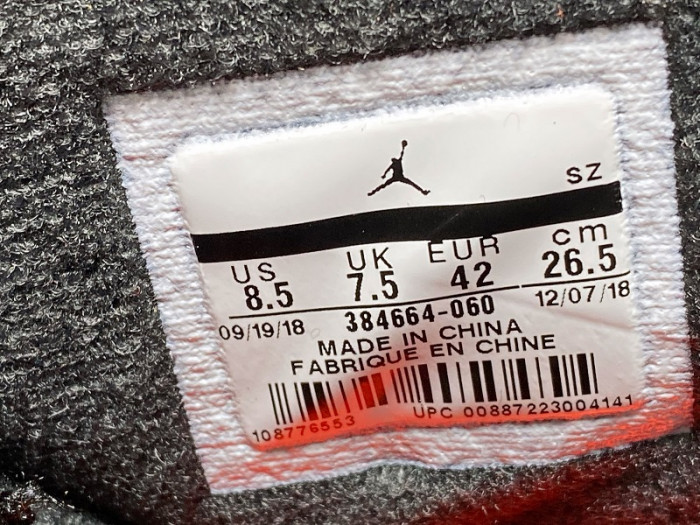 SZ
US UK EUR cm
8.5 7.5 42 26.5
09/19/18 384664-060 12/07/18
MADE IN CHINA
FABRIQUE EN CHINE
108776553 UPC 00887223004141